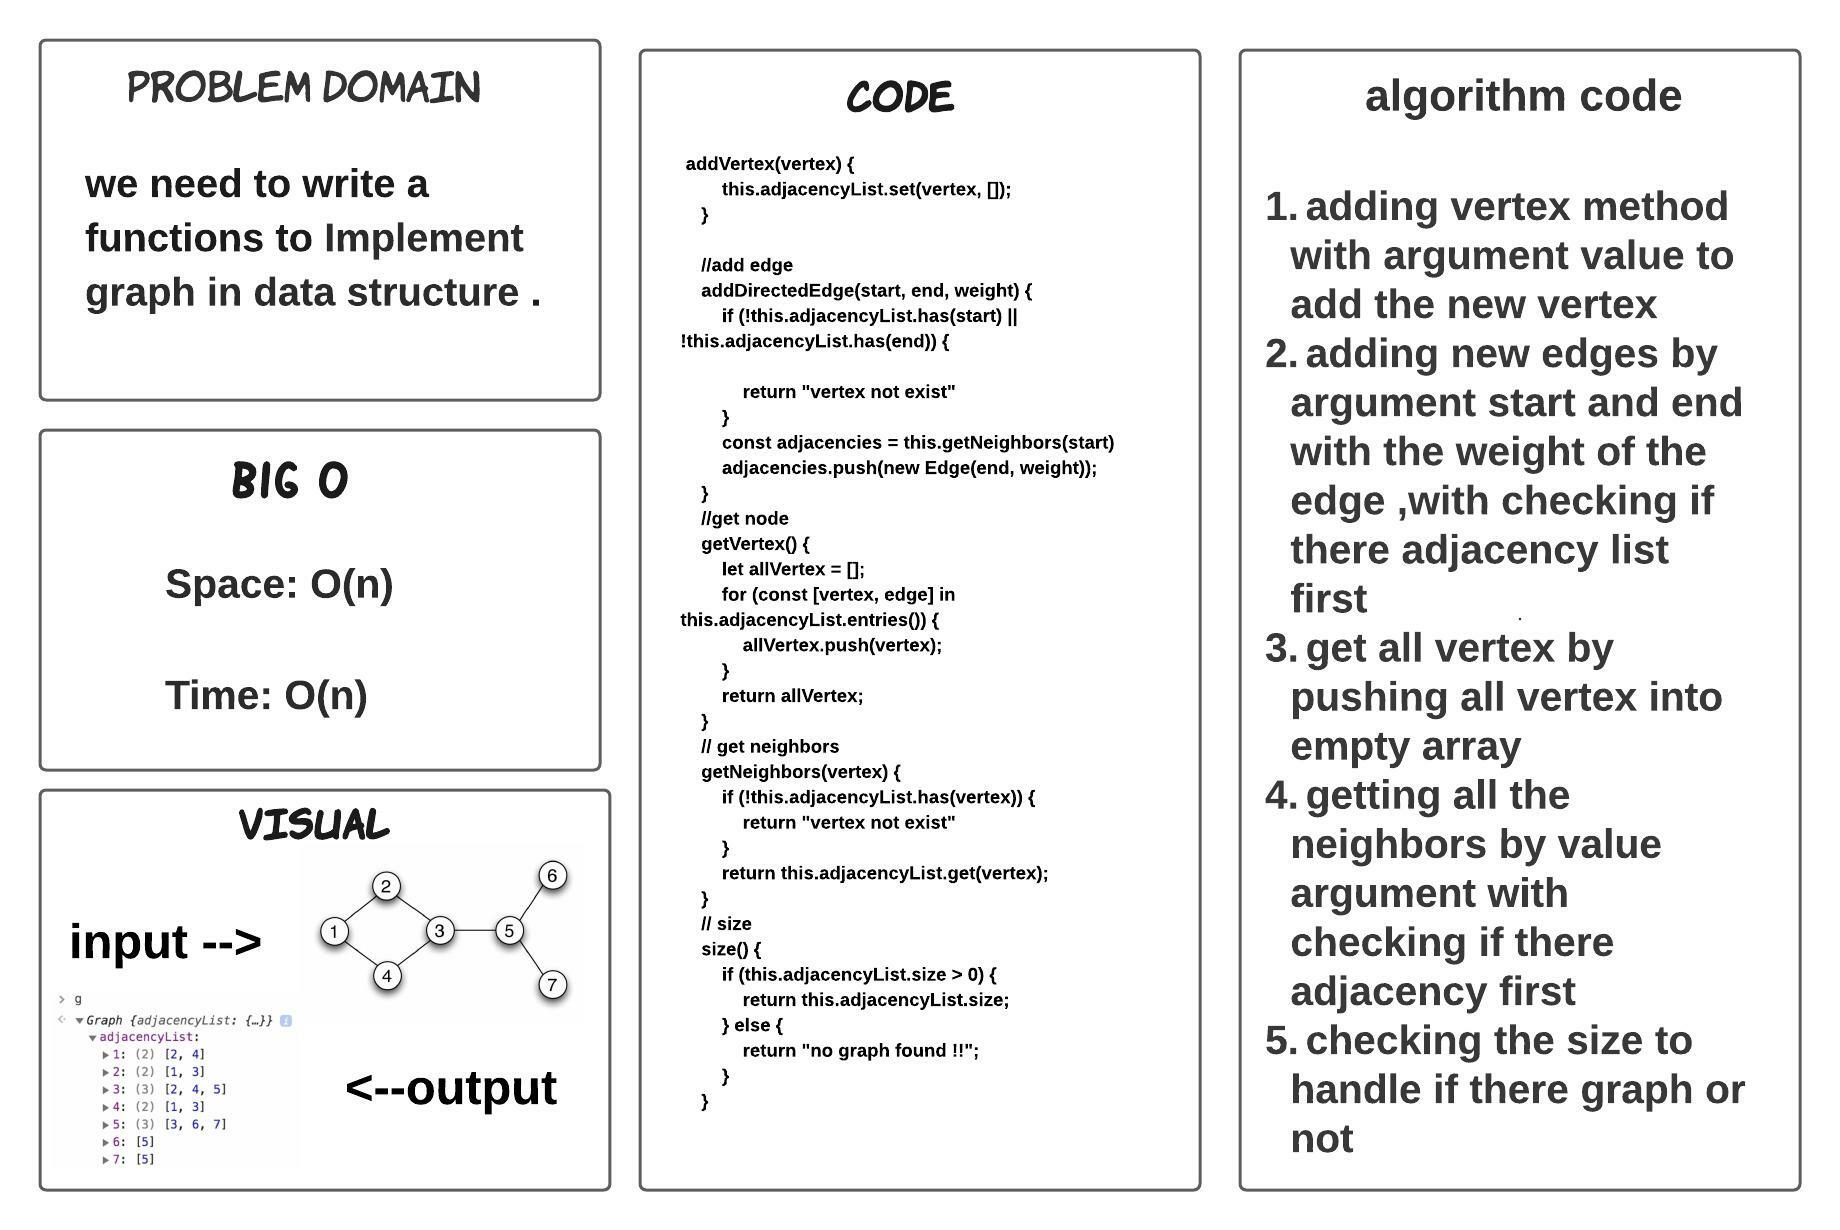 PROBLEM DOMAIN
we need to write a
functions to Implement
graph in data structure .
BIG O
Space: O(n)
Time: O(n)
VISUAL
input -->
1
2
3
4
5
6
7
> g
Graph {adjacencyList: {…}} i
adjacencyList:
1: (2) [2, 4]
2: (2) [1, 3]
3: (3) [2, 4, 5]
4: (2) [1, 3]
5: (3) [3, 6, 7]
6: [5]
7: [5]
<--output
CODE
addVertex(vertex) {
this.adjacencyList.set(vertex, []);
}
//add edge
addDirectedEdge(start, end, weight) {
if (!this.adjacencyList.has(start) ||
!this.adjacencyList.has(end)) {
return "vertex not exist"
}
const adjacencies = this.getNeighbors(start)
adjacencies.push(new Edge(end, weight));
}
//get node
getVertex() {
let allVertex = [];
for (const [vertex, edge] in
this.adjacencyList.entries()) {
allVertex.push(vertex);
}
return allVertex;
}
// get neighbors
getNeighbors(vertex) {
if (!this.adjacencyList.has(vertex)) {
return "vertex not exist"
}
return this.adjacencyList.get(vertex);
}
// size
size() {
if (this.adjacencyList.size > 0) {
return this.adjacencyList.size;
} else {
return "no graph found !!";
}
}
algorithm code
1. adding vertex method
with argument value to
add the new vertex
2. adding new edges by
argument start and end
with the weight of the
edge ,with checking if
there adjacency list
first
3. get all vertex by
pushing all vertex into
empty array
4. getting all the
neighbors by value
argument with
checking if there
adjacency first
5. checking the size to
handle if there graph or
not